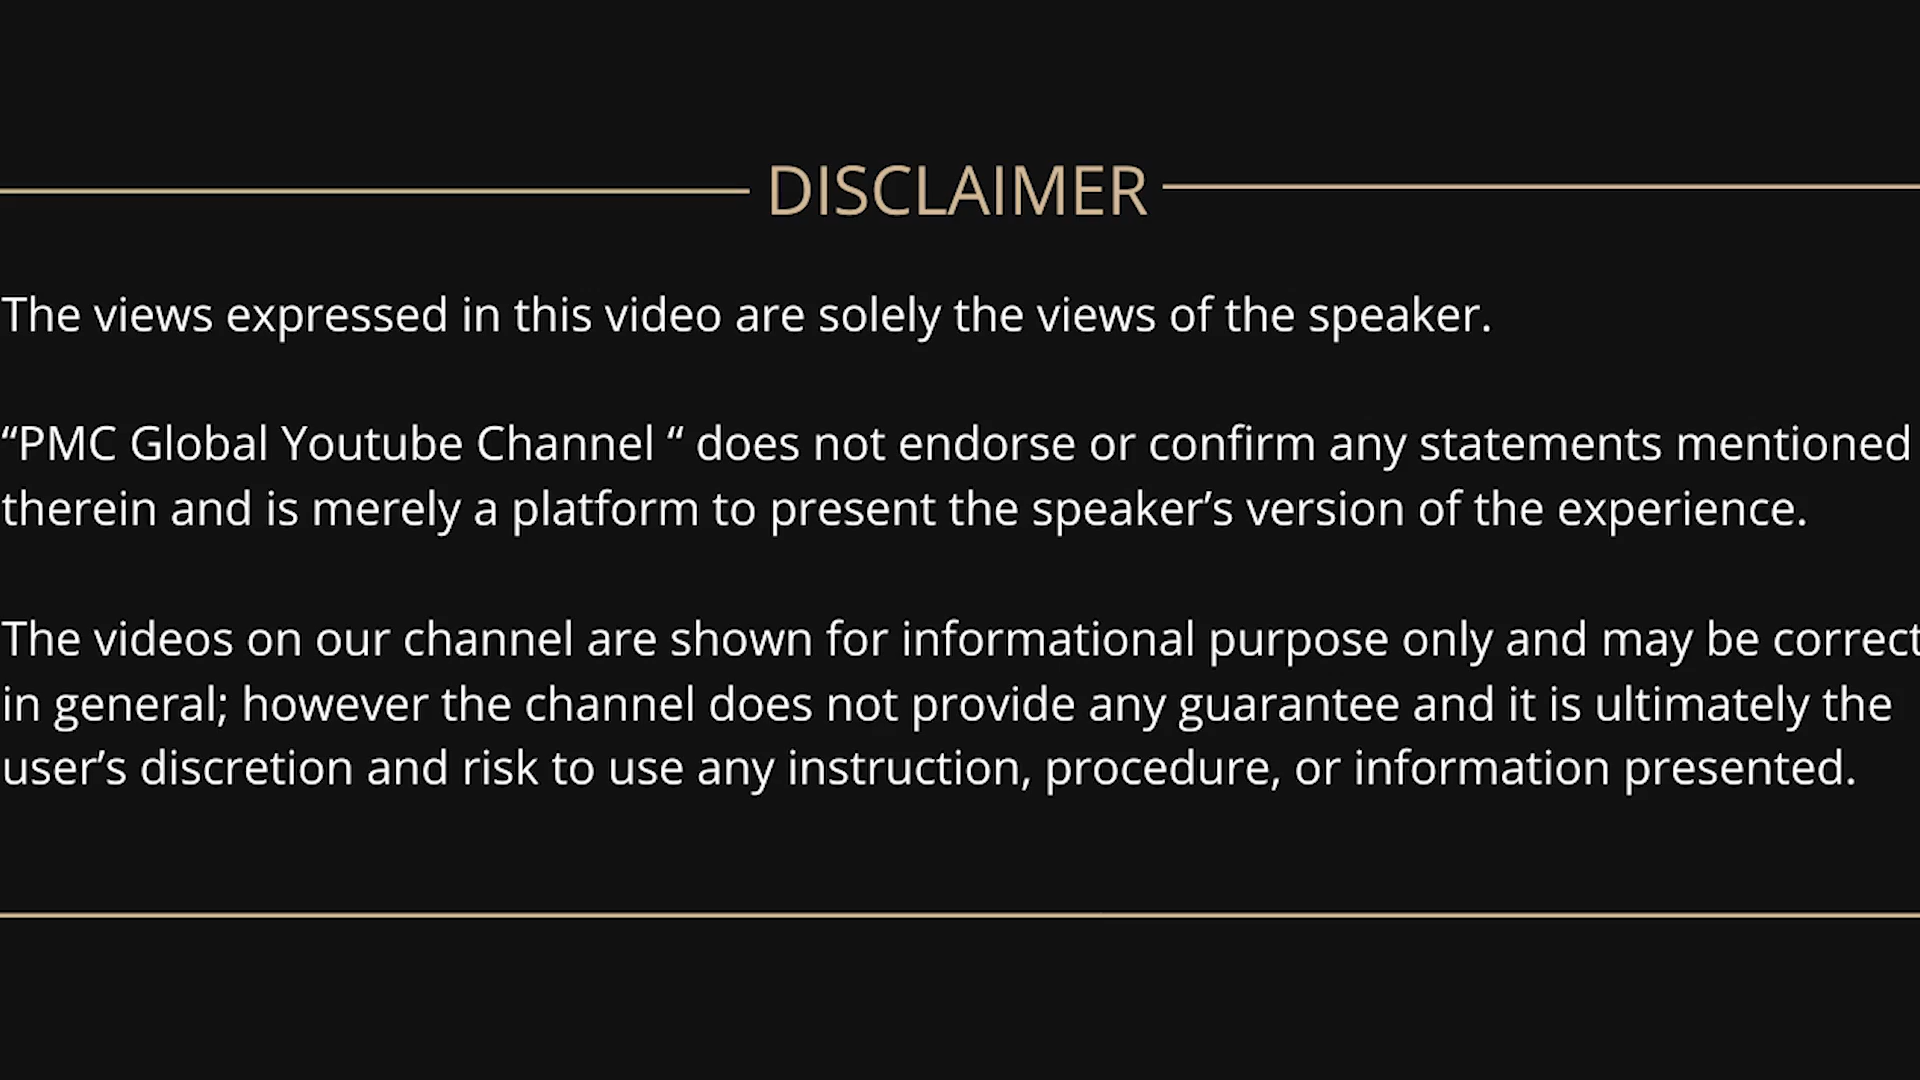 DISCLAIMER
The views expressed in this video are solely the views of the speaker.
“PMC Global Youtube Channel “ does not endorse or confirm any statements mentioned
therein and is merely a platform to present the speaker’s version of the experience.
The videos on our channel are shown for informational purpose only and may be correct
in general; however the channel does not provide any guarantee and it is ultimately the
user’s discretion and risk to use any instruction, procedure, or information presented.